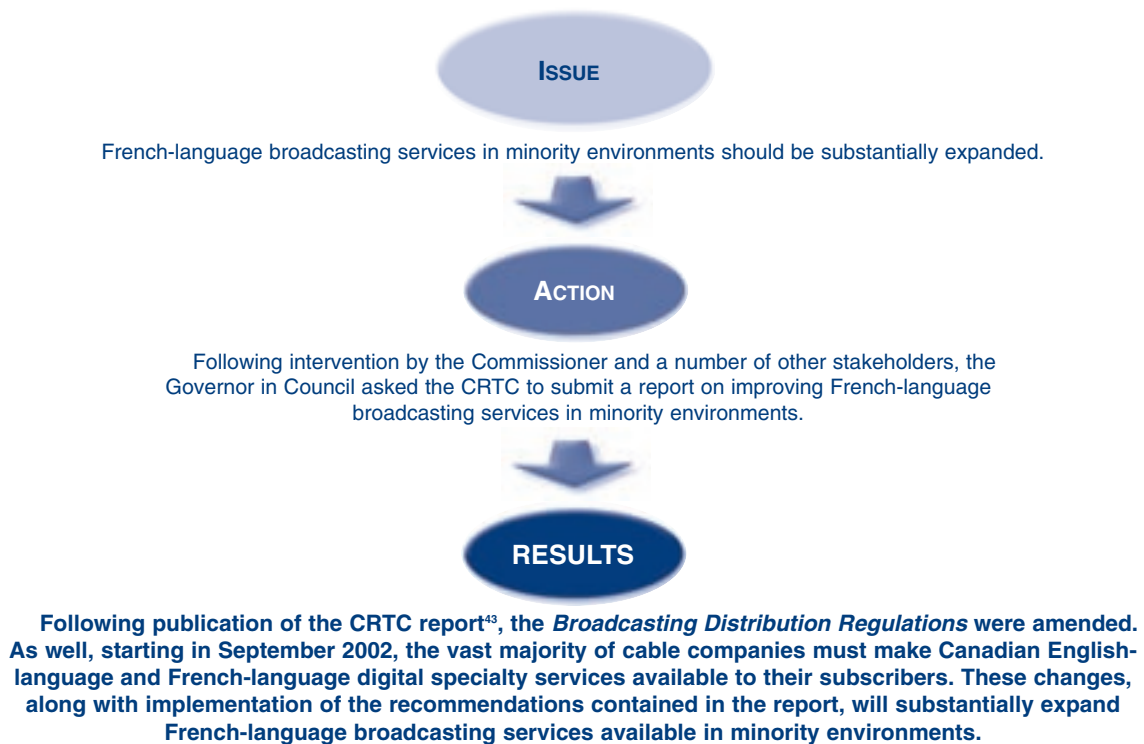 ISSUE
French-language broadcasting services in minority environments should be substantially expanded.
ACTION
Following intervention by the Commissioner and a number of other stakeholders, the
Governor in Council asked the CRTC to submit a report on improving French-language
broadcasting services in minority environments.
RESULTS
Following publication of the CRTC report⁴³, the Broadcasting Distribution Regulations were amended.
As well, starting in September 2002, the vast majority of cable companies must make Canadian English-
language and French-language digital specialty services available to their subscribers. These changes,
along with implementation of the recommendations contained in the report, will substantially expand
French-language broadcasting services available in minority environments.